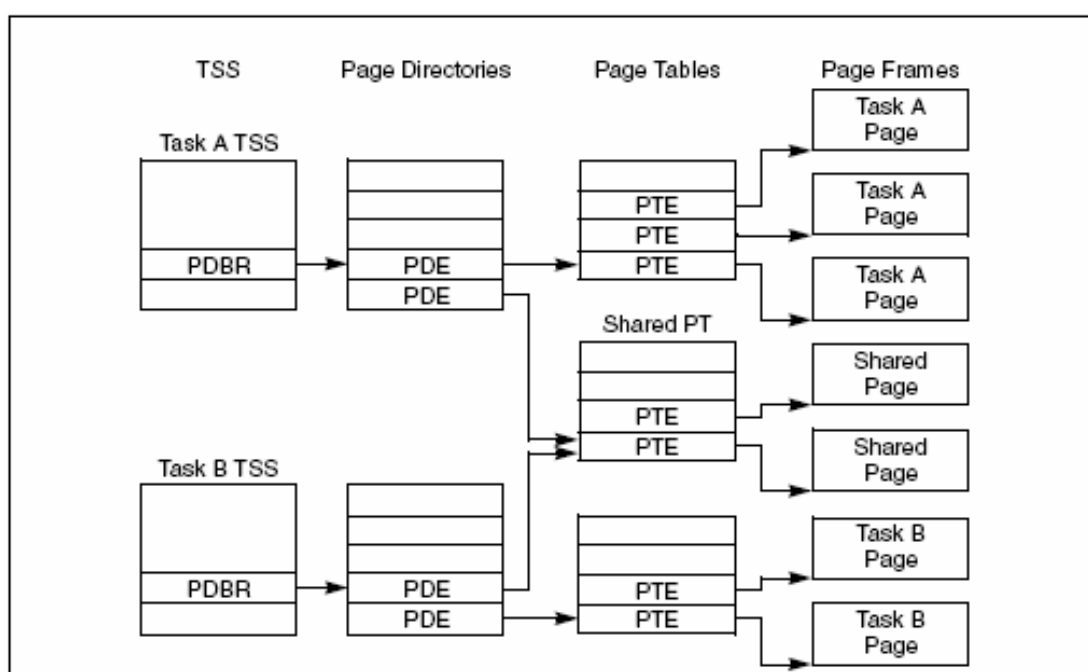 TSS
Page Directories
Page Tables
Page Frames
Task A
Page
Task A TSS
Task A
Page
PTE
PTE
PDBR
PDE
PTE
Task A
Page
PDE
Shared PT
Shared
Page
PTE
PTE
Shared
Page
Task B TSS
Task B
Page
PDBR
PDE
PTE
PDE
PTE
Task B
Page